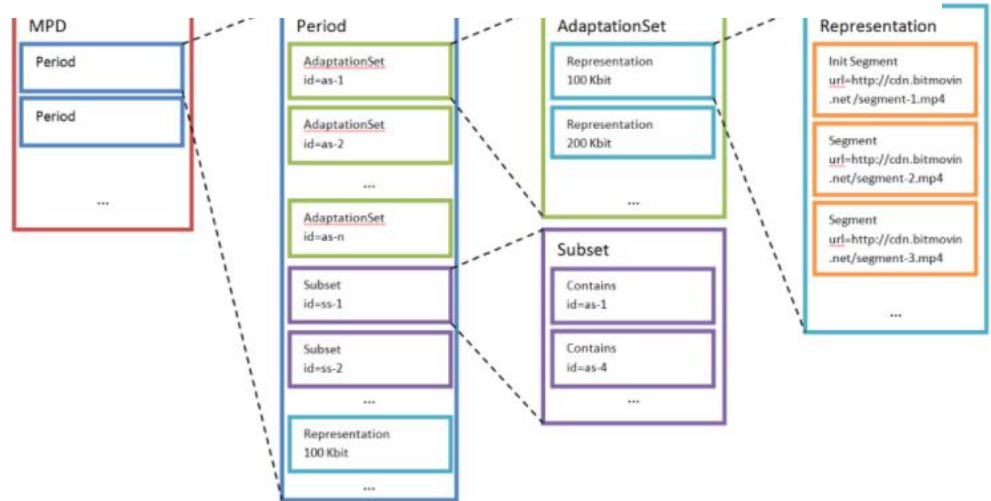 MPD
Period
Period
...
Period
AdaptationSet
id=as-1
AdaptationSet
id=as-2
...
AdaptationSet
id=as-n
Subset
id=ss-1
Subset
id=ss-2
...
Representation
100 Kbit
...
AdaptationSet
Representation
100 Kbit
Representation
200 Kbit
...
Subset
Contains
id=as-1
Contains
id=as-4
...
Representation
Init Segment
url=http://cdn.bitmovin
.net /segment-1.mp4
Segment
url=http://cdn.bitmovin
.net/segment-2.mp4
Segment
url=http://cdn.bitmovin
.net/segment-3.mp4
...